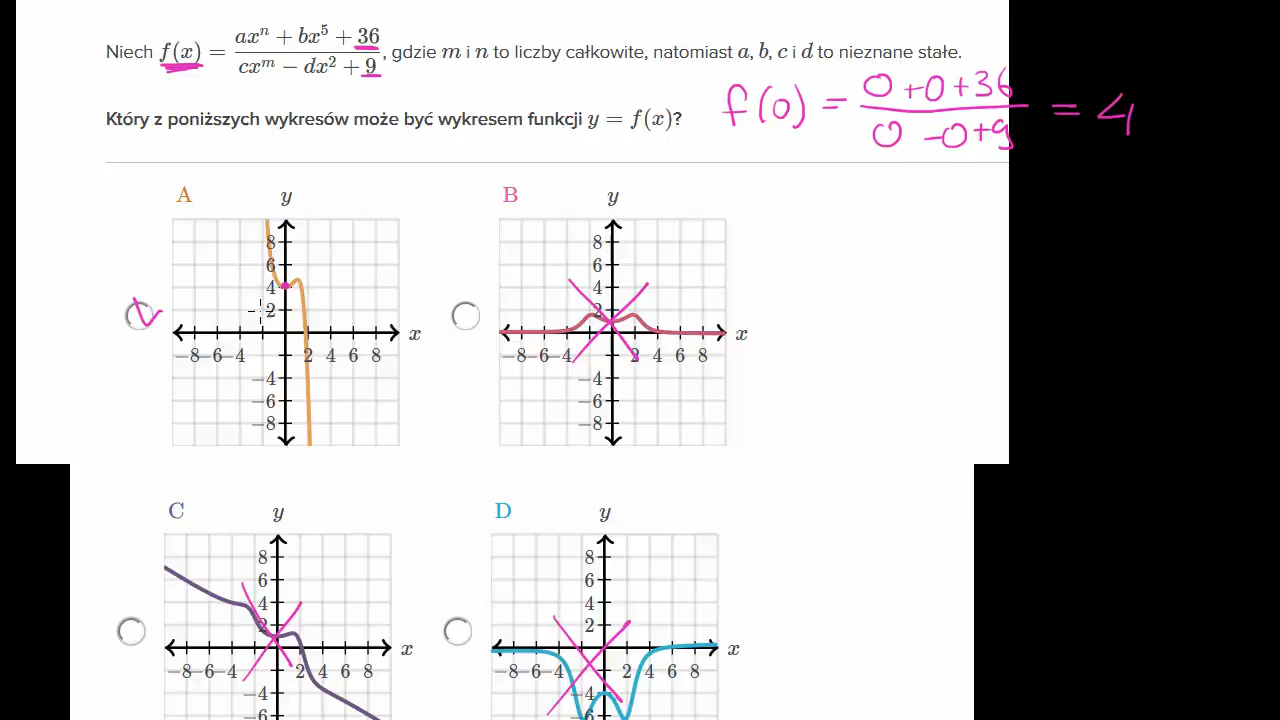 Niech f(x) = \frac{ax^n + bx^5 + 36}{cx^m - dx^2 + 9}, gdzie m i n to liczby całkowite, natomiast a, b, c i d to nieznane stałe.
f(0) = \frac{0 + 0 + 36}{0 - 0 + 9} = 4
Który z poniższych wykresów może być wykresem funkcji y = f(x)?
A y B y
8 8
6 6
4 4
2 2
x x
−8 −6 −4 2 4 6 8 −8 −6 −4 2 4 6 8
−4 −4
−6 −6
−8 −8
C y D y
8 8
6 6
4 4
2 2
x x
−8 −6 −4 2 4 6 8 −8 −6 −4 2 4 6 8
−4 −4
−6 −6